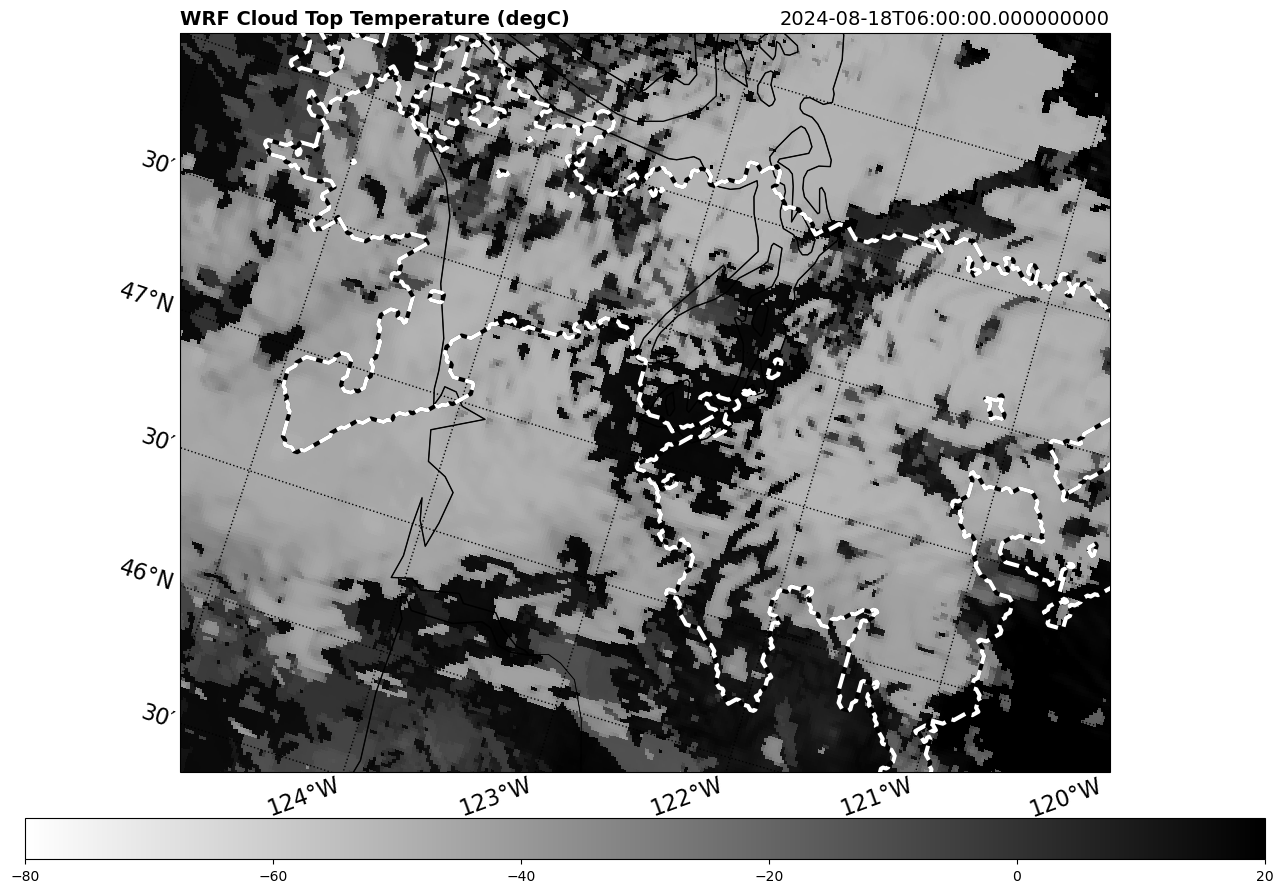 WRF Cloud Top Temperature (degC) 2024-08-18T06:00:00.000000000
30′
47°N
30′
46°N
30′
124°W 123°W 122°W 121°W 120°W
−80 −60 −40 −20 0 20